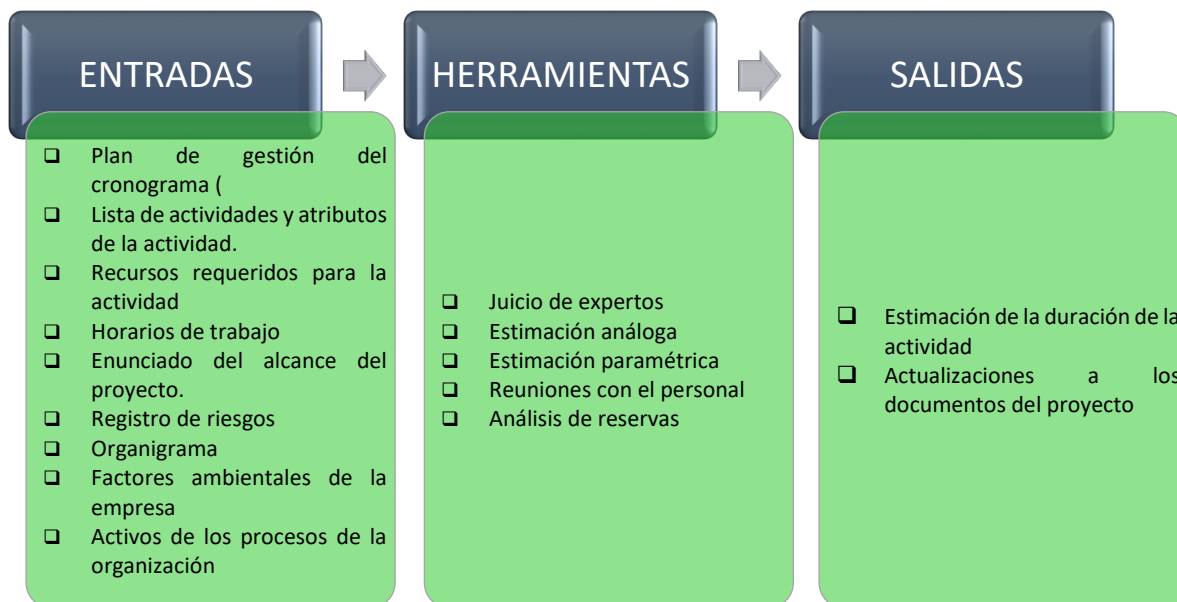 ENTRADAS
Plan de gestión del
cronograma (
Lista de actividades y atributos
de la actividad.
Recursos requeridos para la
actividad
Horarios de trabajo
Enunciado del alcance del
proyecto.
Registro de riesgos
Organigrama
Factores ambientales de la
empresa
Activos de los procesos de la
organización
HERRAMIENTAS
Juicio de expertos
Estimación análoga
Estimación paramétrica
Reuniones con el personal
Análisis de reservas
SALIDAS
Estimación de la duración de la
actividad
Actualizaciones a los
documentos del proyecto